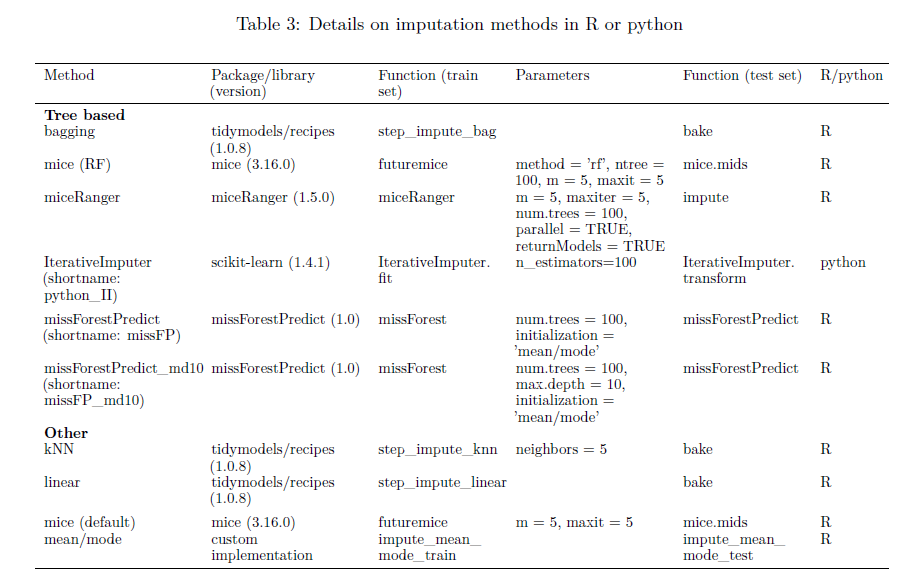 Table 3: Details on imputation methods in R or python
Method Package/library Function (train Parameters Function (test set) R/python
(version) set)
Tree based
bagging tidymodels/recipes step_impute_bag bake R
(1.0.8)
mice (RF) mice (3.16.0) futuremice method = 'rf', ntree = mice.mids R
100, m = 5, maxit = 5
miceRanger miceRanger (1.5.0) miceRanger m = 5, maxiter = 5, impute R
num.trees = 100,
parallel = TRUE,
returnModels = TRUE
IterativeImputer scikit-learn (1.4.1) IterativeImputer. n_estimators=100 IterativeImputer. python
(shortname: fit transform
python_II)
missForestPredict missForestPredict (1.0) missForest num.trees = 100, missForestPredict R
(shortname: missFP) initialization =
'mean/mode'
missForestPredict_md10 missForestPredict (1.0) missForest num.trees = 100, missForestPredict R
(shortname: max.depth = 10,
missFP_md10) initialization =
'mean/mode'
Other
kNN tidymodels/recipes step_impute_knn neighbors = 5 bake R
(1.0.8)
linear tidymodels/recipes step_impute_linear bake R
(1.0.8)
mice (default) mice (3.16.0) futuremice m = 5, maxit = 5 mice.mids R
mean/mode custom impute_mean_ impute_mean_ R
implementation mode_train mode_test